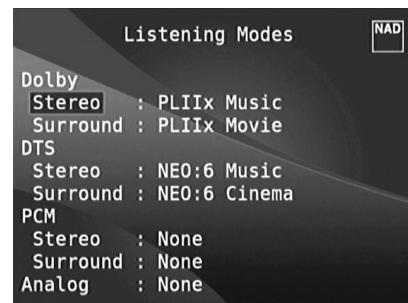 Listening Modes
NAD
Dolby
Stereo : PLIIx Music
Surround : PLIIx Movie
DTS
Stereo : NEO:6 Music
Surround : NEO:6 Cinema
PCM
Stereo : None
Surround : None
Analog : None